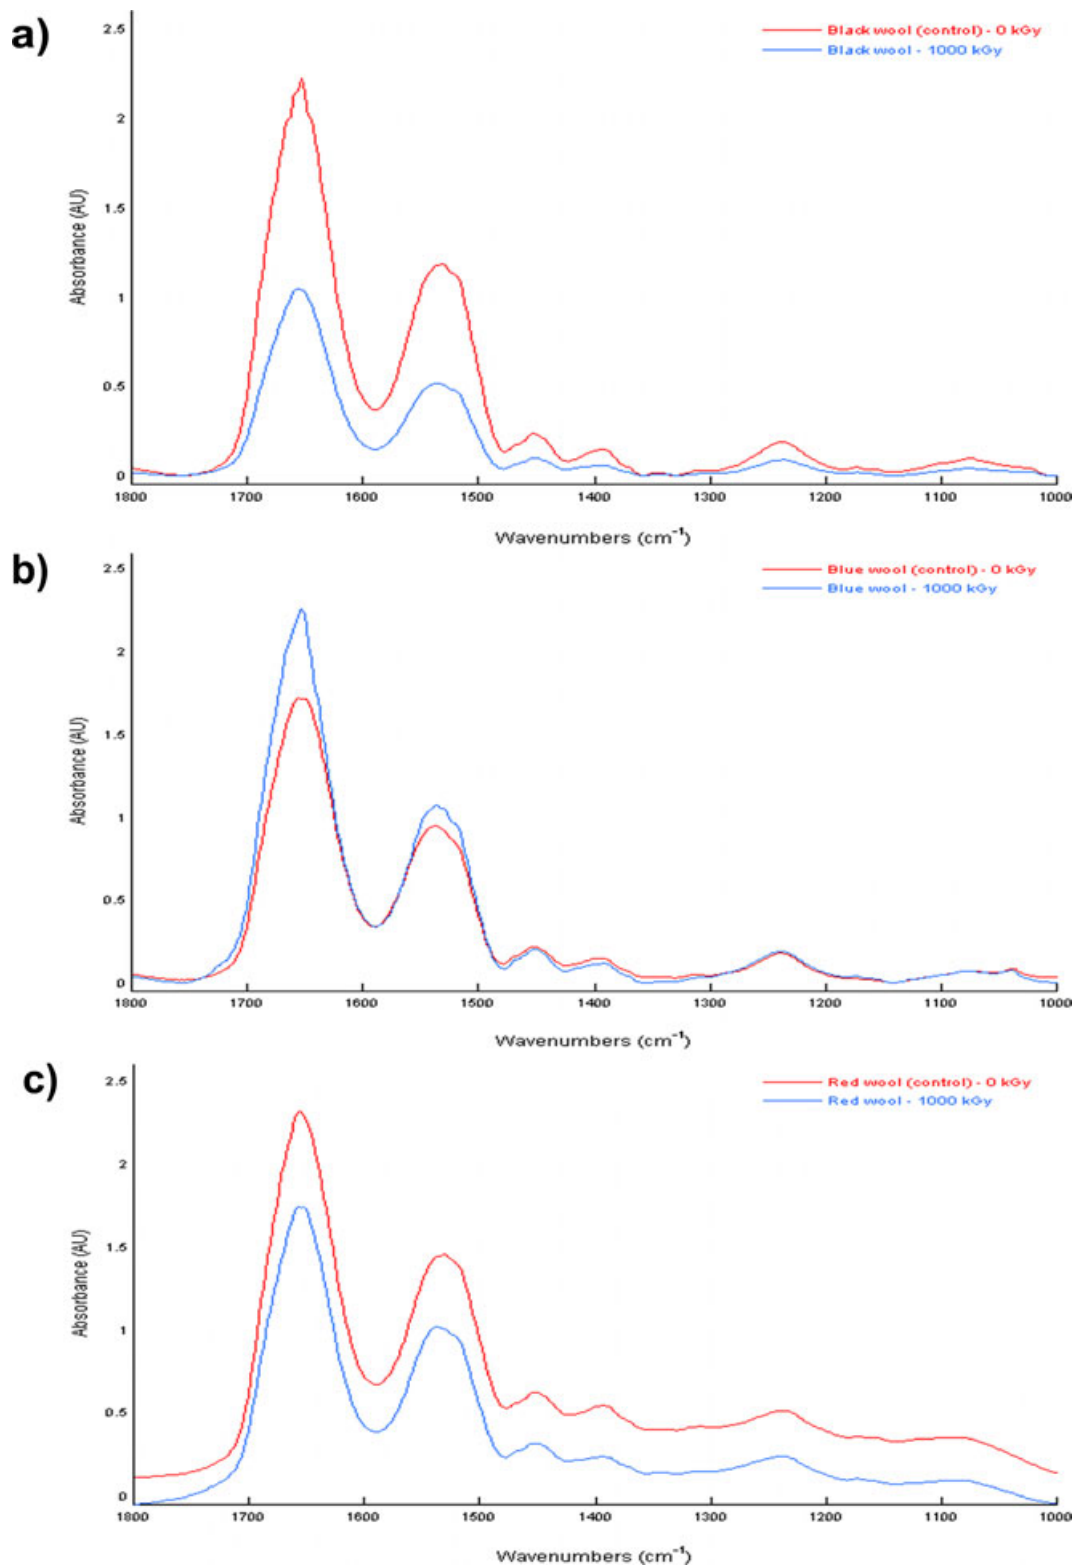 a)
Black wool (control) - 0 kGy
Black wool - 1000 kGy
2.5
2
1.5
1
0.5
0
Absorbance (AU)
1800 1700 1600 1500 1400 1300 1200 1100 1000
Wavenumbers (cm⁻¹)
b)
Blue wool (control) - 0 kGy
Blue wool - 1000 kGy
2.5
2
1.5
1
0.5
0
Absorbance (AU)
1800 1700 1600 1500 1400 1300 1200 1100 1000
Wavenumbers (cm⁻¹)
c)
Red wool (control) - 0 kGy
Red wool - 1000 kGy
2.5
2
1.5
1
0.5
0
Absorbance (AU)
1800 1700 1600 1500 1400 1300 1200 1100 1000
Wavenumbers (cm⁻¹)